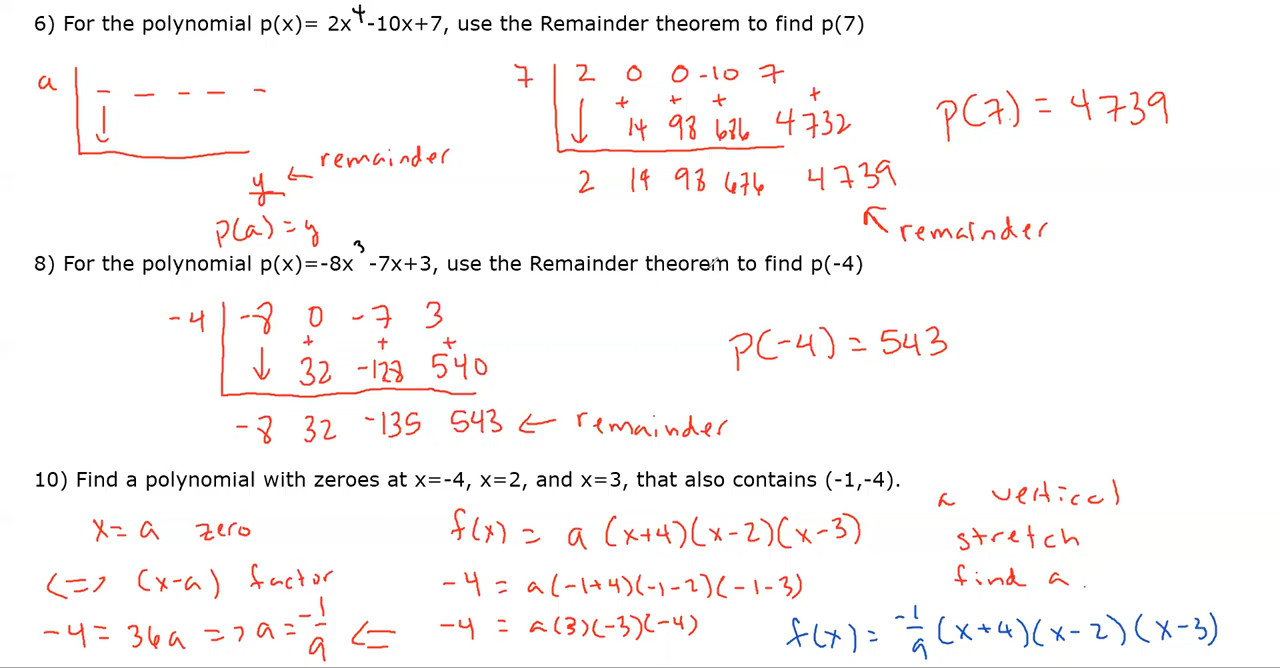 6) For the polynomial p(x)= 2x⁴-10x+7, use the Remainder theorem to find p(7)
a
remainder
y
p(a) = y
7 | 2 0 0 -10 7
+ + + +
14 98 686 4732
2 14 98 676 4739
remainder
p(7) = 4739
8) For the polynomial p(x)=-8x³ -7x+3, use the Remainder theorem to find p(-4)
-4 | -8 0 -7 3
+ + +
32 -128 540
-8 32 -135 543 ← remainder
p(-4) = 543
10) Find a polynomial with zeroes at x=-4, x=2, and x=3, that also contains (-1,-4).
x = a zero
<=> (x-a) factor
-4 = 36a => a = -1/9 <=
f(x) = a (x+4)(x-2)(x-3)
-4 = a(-1+4)(-1-2)(-1-3)
-4 = a(3)(-3)(-4)
a vertical
stretch
find a.
f(x) = -1/9 (x+4)(x-2)(x-3)